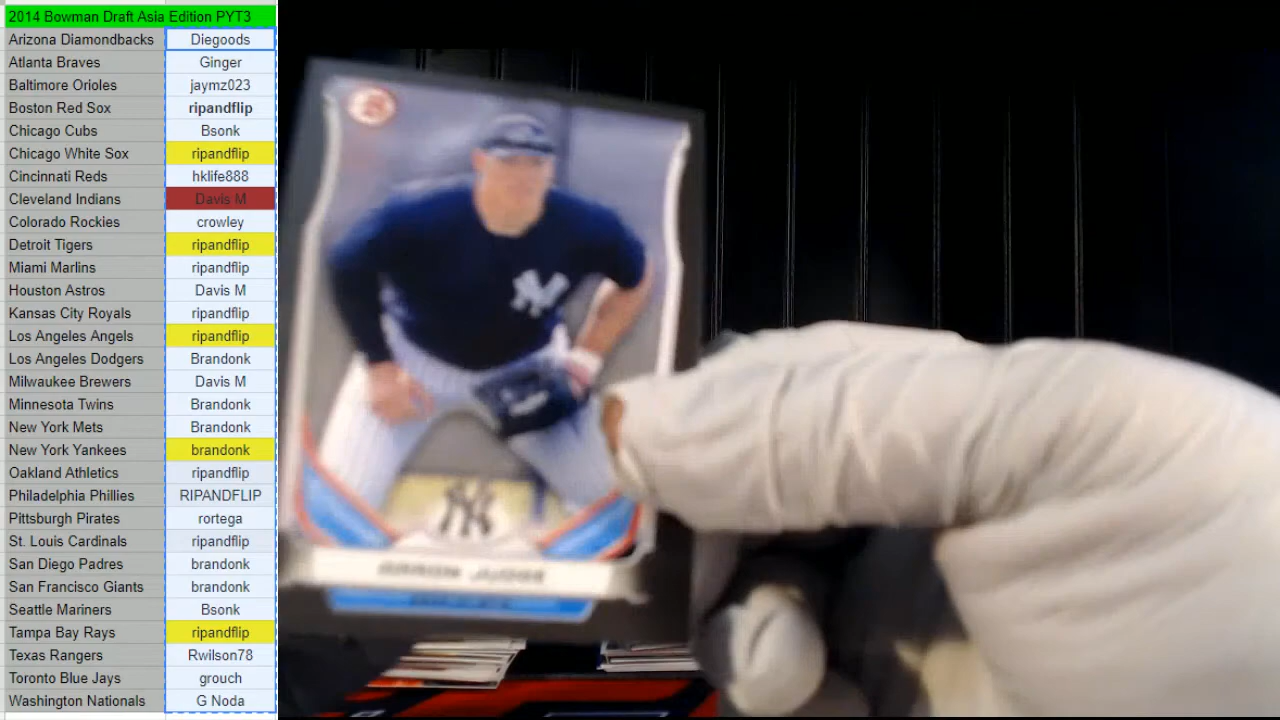 2014 Bowman Draft Asia Edition PYT3
Arizona Diamondbacks Diegoods
Atlanta Braves Ginger
Baltimore Orioles jaymz023
Boston Red Sox ripandflip
Chicago Cubs Bsonk
Chicago White Sox ripandflip
Cincinnati Reds hklife888
Cleveland Indians Davis M
Colorado Rockies crowley
Detroit Tigers ripandflip
Miami Marlins ripandflip
Houston Astros Davis M
Kansas City Royals ripandflip
Los Angeles Angels ripandflip
Los Angeles Dodgers Brandonk
Milwaukee Brewers Davis M
Minnesota Twins Brandonk
New York Mets Brandonk
New York Yankees brandonk
Oakland Athletics ripandflip
Philadelphia Phillies RIPANDFLIP
Pittsburgh Pirates rortega
St. Louis Cardinals ripandflip
San Diego Padres brandonk
San Francisco Giants brandonk
Seattle Mariners Bsonk
Tampa Bay Rays ripandflip
Texas Rangers Rwilson78
Toronto Blue Jays grouch
Washington Nationals G Noda
NY
NY
AARON JUDGE